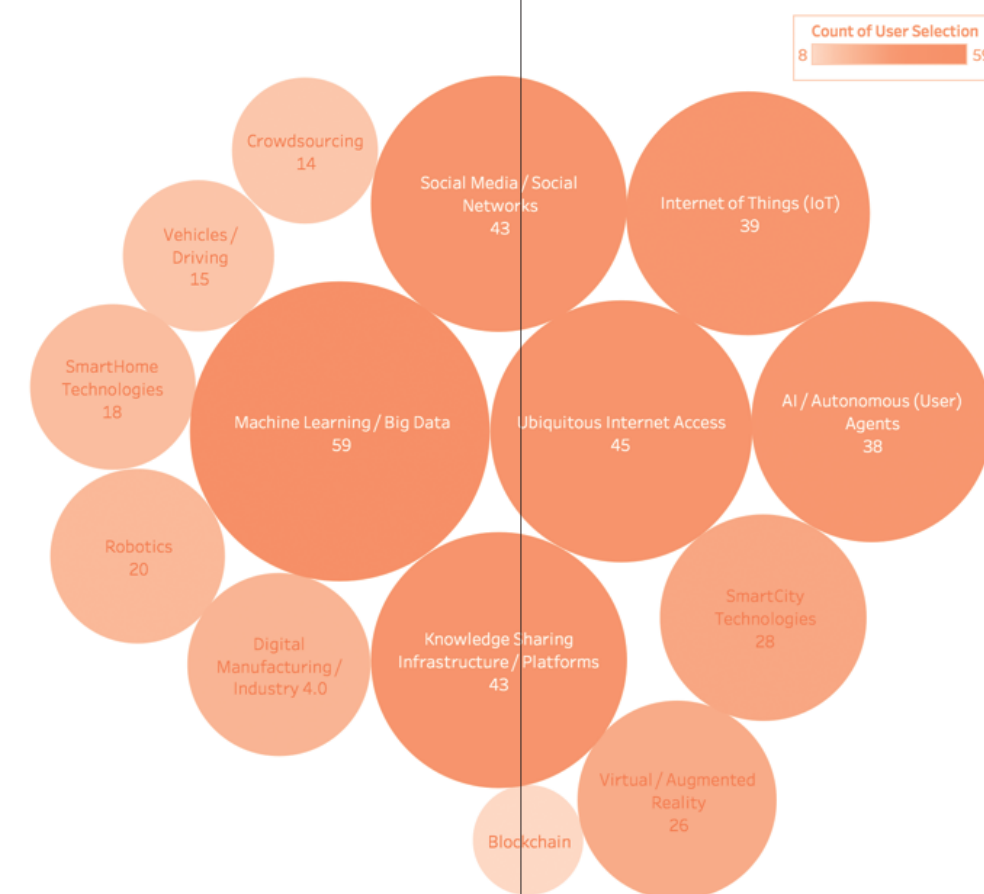 Count of User Selection
8
Crowdsourcing
14
Social Media / Social
Networks
43
Internet of Things (IoT)
39
Vehicles /
Driving
15
SmartHome
Technologies
18
Machine Learning / Big Data
59
Ubiquitous Internet Access
45
AI / Autonomous (User)
Agents
38
Robotics
20
Digital
Manufacturing /
Industry 4.0
Knowledge Sharing
Infrastructure / Platforms
43
SmartCity
Technologies
28
Virtual / Augmented
Reality
26
Blockchain